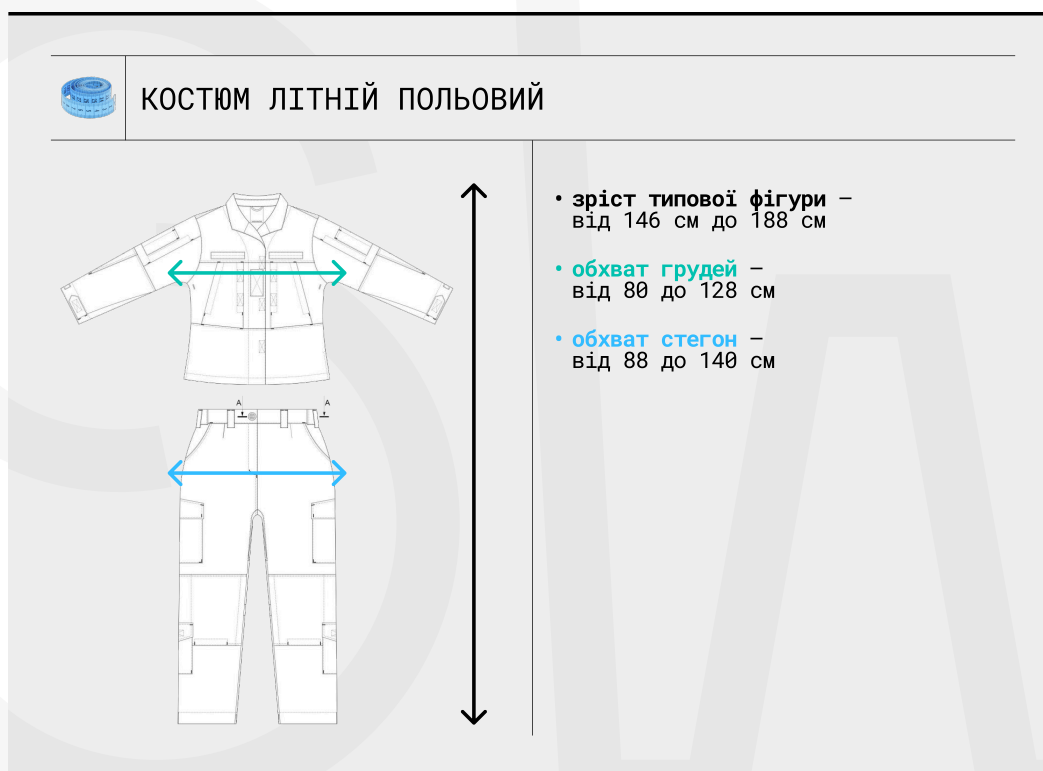 КОСТЮМ ЛІТНІЙ ПОЛЬОВИЙ
• зріст типової фігури —
від 146 см до 188 см
• обхват грудей —
від 80 до 128 см
• обхват стегон —
від 88 до 140 см
А А